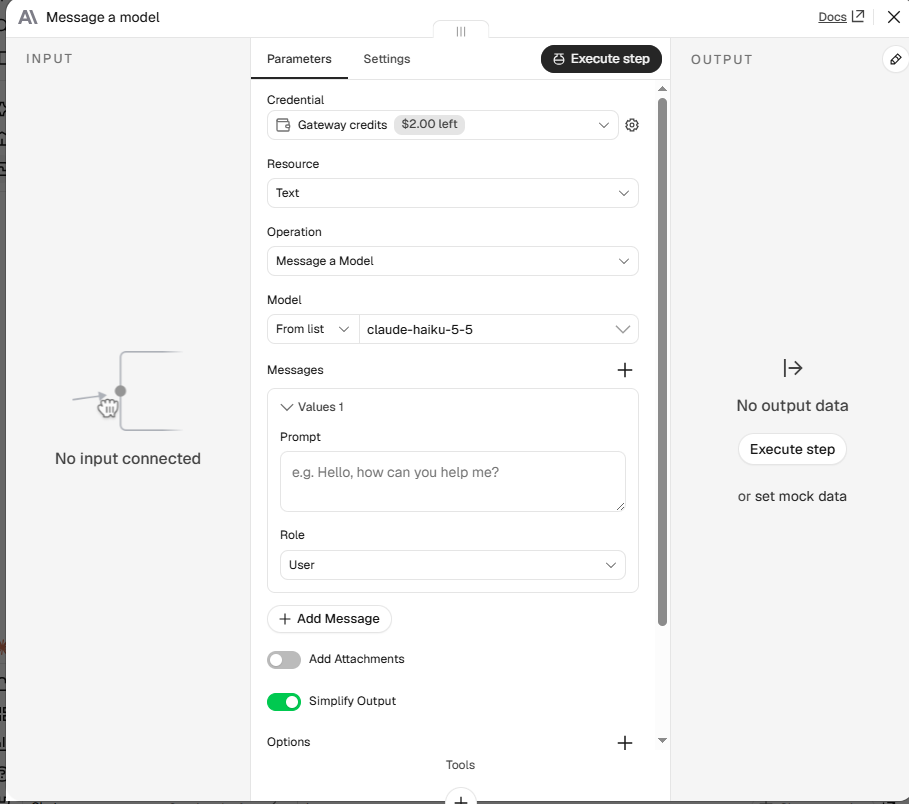 Message a model
Docs
INPUT
Parameters
Settings
Execute step
OUTPUT
Credential
Gateway credits $2.00 left
Resource
Text
Operation
Message a Model
Model
From list claude-haiku-5-5
Messages
Values 1
Prompt
e.g. Hello, how can you help me?
Role
User
Add Message
Add Attachments
Simplify Output
Options
Tools
No input connected
No output data
Execute step
or set mock data